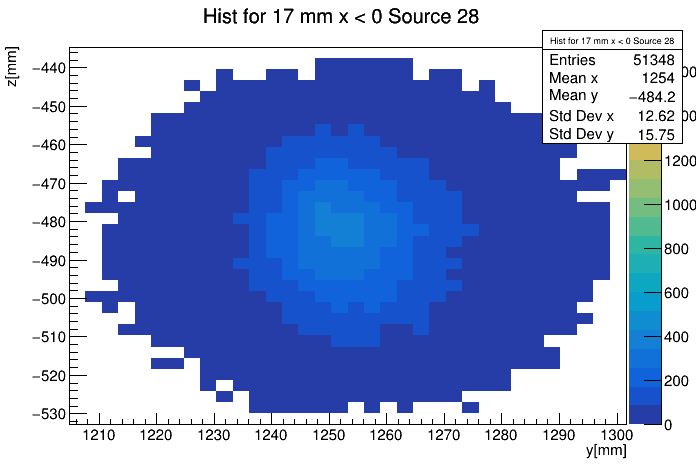 Hist for 17 mm x < 0 Source 28
z[mm]
Hist for 17 mm x < 0 Source 28
Entries 51348
Mean x 1254
Mean y −484.2
Std Dev x 12.62
Std Dev y 15.75
−440
−450
−460
−470
−480
−490
−500
−510
−520
−530
1200
1000
800
600
400
200
0
1210 1220 1230 1240 1250 1260 1270 1280 1290 1300
y[mm]